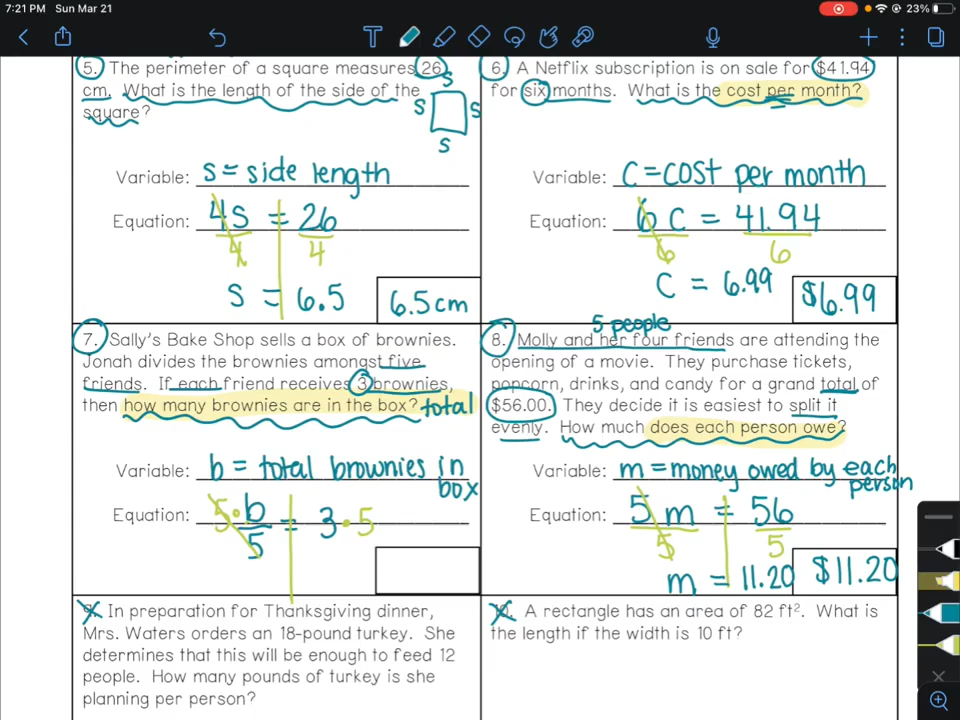 7:21 PM Sun Mar 21
23%
5. The perimeter of a square measures 26
cm. What is the length of the side of the
square?
s
s s
s
Variable: s = side length
Equation: 4s = 26
4 4
s = 6.5
6.5cm
6. A Netflix subscription is on sale for $41.94
for six months. What is the cost per month?
Variable: c = cost per month
Equation: 6c = 41.94
6 6
c = 6.99
$6.99
7. Sally's Bake Shop sells a box of brownies.
Jonah divides the brownies amongst five
friends. If each friend receives 3 brownies,
then how many brownies are in the box? total
Variable: b = total brownies in
box
Equation: 5 • b = 3 • 5
5
5 people
8. Molly and her four friends are attending the
opening of a movie. They purchase tickets,
popcorn, drinks, and candy for a grand total of
$56.00. They decide it is easiest to split it
evenly. How much does each person owe?
Variable: m = money owed by each
person
Equation: 5m = 56
5 5
m = 11.20
$11.20
9. In preparation for Thanksgiving dinner,
Mrs. Waters orders an 18-pound turkey. She
determines that this will be enough to feed 12
people. How many pounds of turkey is she
planning per person?
10. A rectangle has an area of 82 ft². What is
the length if the width is 10 ft?